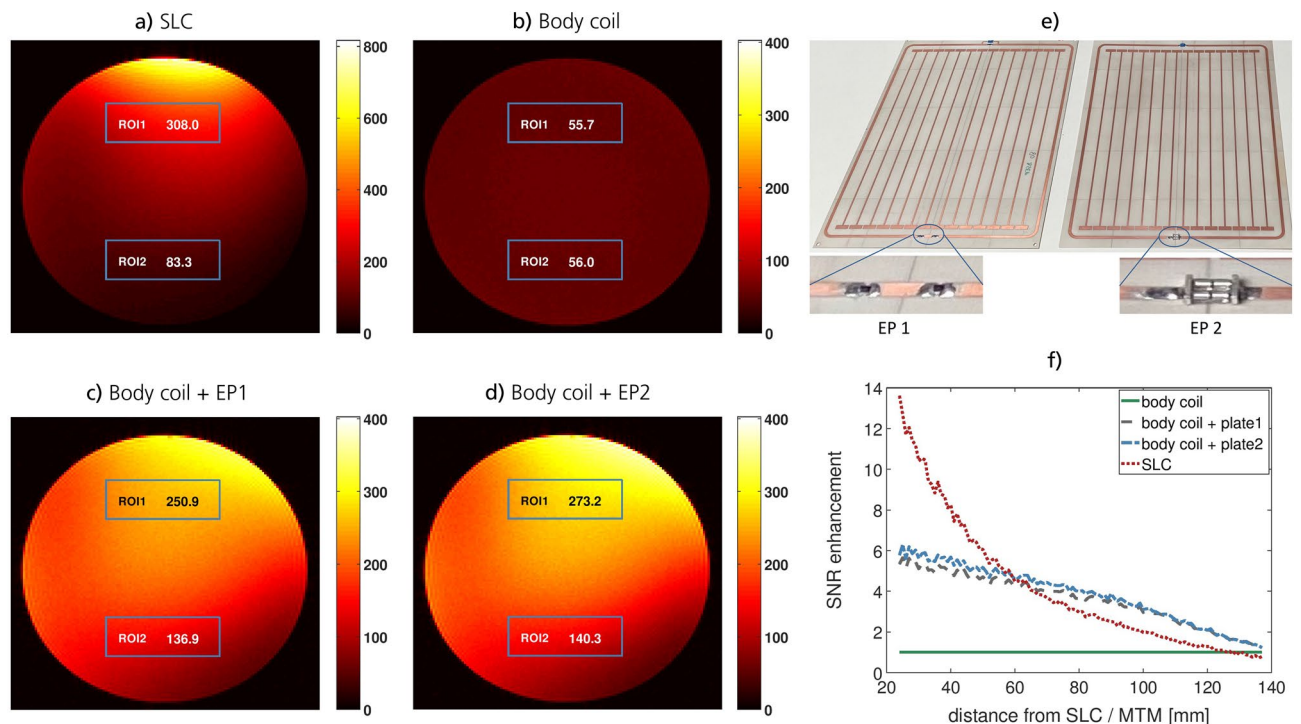 a) SLC
800
600
400
200
0
ROI1 308.0
ROI2 83.3
b) Body coil
400
300
200
100
0
ROI1 55.7
ROI2 56.0
e)
EP 1
EP 2
c) Body coil + EP1
400
300
200
100
0
ROI1 250.9
ROI2 136.9
d) Body coil + EP2
400
300
200
100
0
ROI1 273.2
ROI2 140.3
f)
14
12
10
8
6
4
2
0
SNR enhancement
body coil
body coil + plate1
body coil + plate2
SLC
20 40 60 80 100 120 140
distance from SLC / MTM [mm]